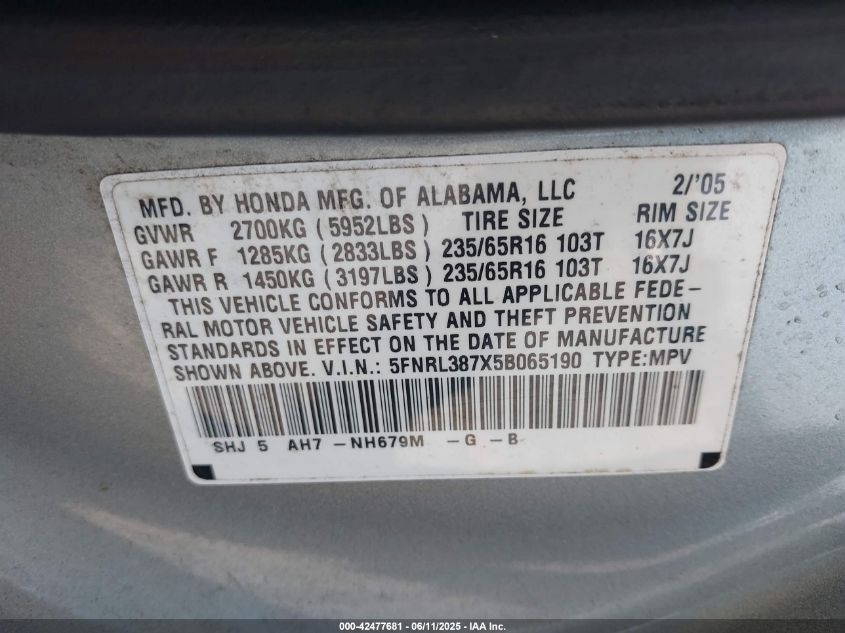 MFD. BY HONDA MFG. OF ALABAMA, LLC 2/'05
GVWR 2700KG (5952LBS) TIRE SIZE RIM SIZE
GAWR F 1285KG (2833LBS) 235/65R16 103T 16X7J
GAWR R 1450KG (3197LBS) 235/65R16 103T 16X7J
THIS VEHICLE CONFORMS TO ALL APPLICABLE FEDE-
RAL MOTOR VEHICLE SAFETY AND THEFT PREVENTION
STANDARDS IN EFFECT ON THE DATE OF MANUFACTURE
SHOWN ABOVE. V.I.N.: 5FNRL387X5B065190 TYPE:MPV
SHJ 5 AH7 -NH679M -G -B
000-42477681 - 06/11/2025 - IAA Inc.